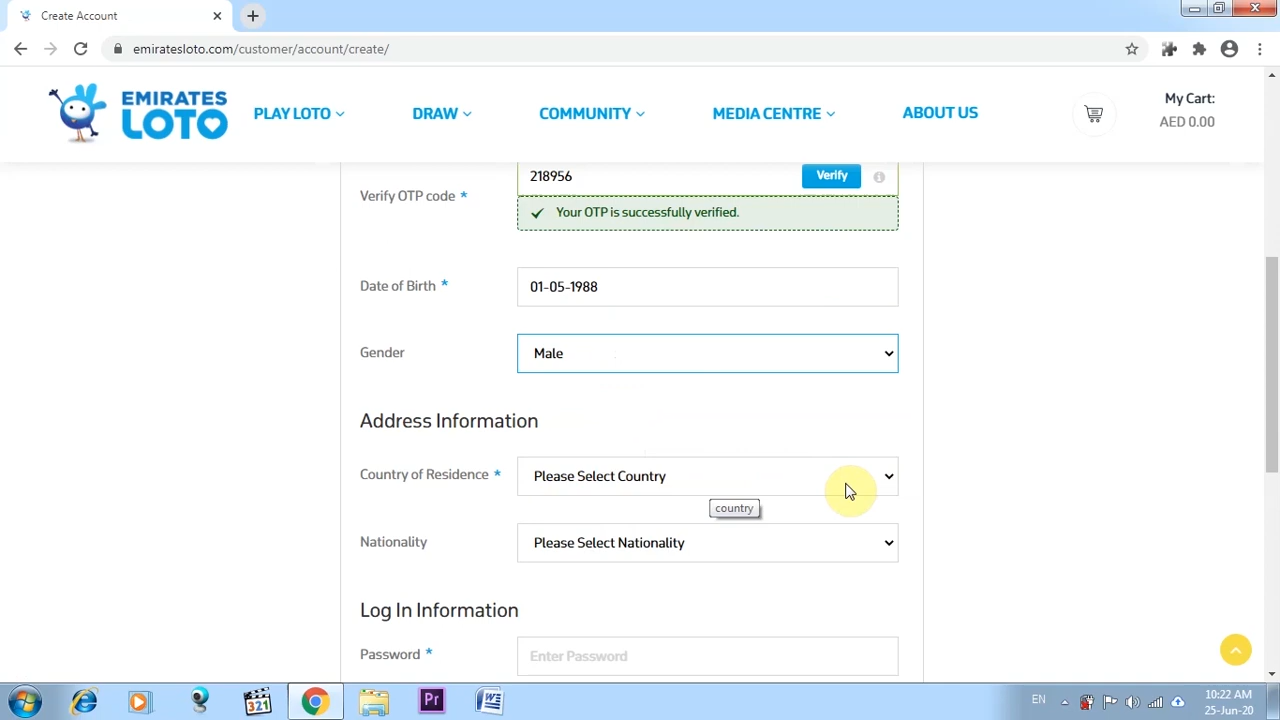 Create Account
emiratesloto.com/customer/account/create/
EMIRATES
LOTO
PLAY LOTO
DRAW
COMMUNITY
MEDIA CENTRE
ABOUT US
My Cart:
AED 0.00
Verify OTP code *
218956
Verify
Your OTP is successfully verified.
Date of Birth *
01-05-1988
Gender
Male
Address Information
Country of Residence *
Please Select Country
country
Nationality
Please Select Nationality
Log In Information
Password *
Enter Password
321
Pr
W
EN
10:22 AM
25-Jun-20